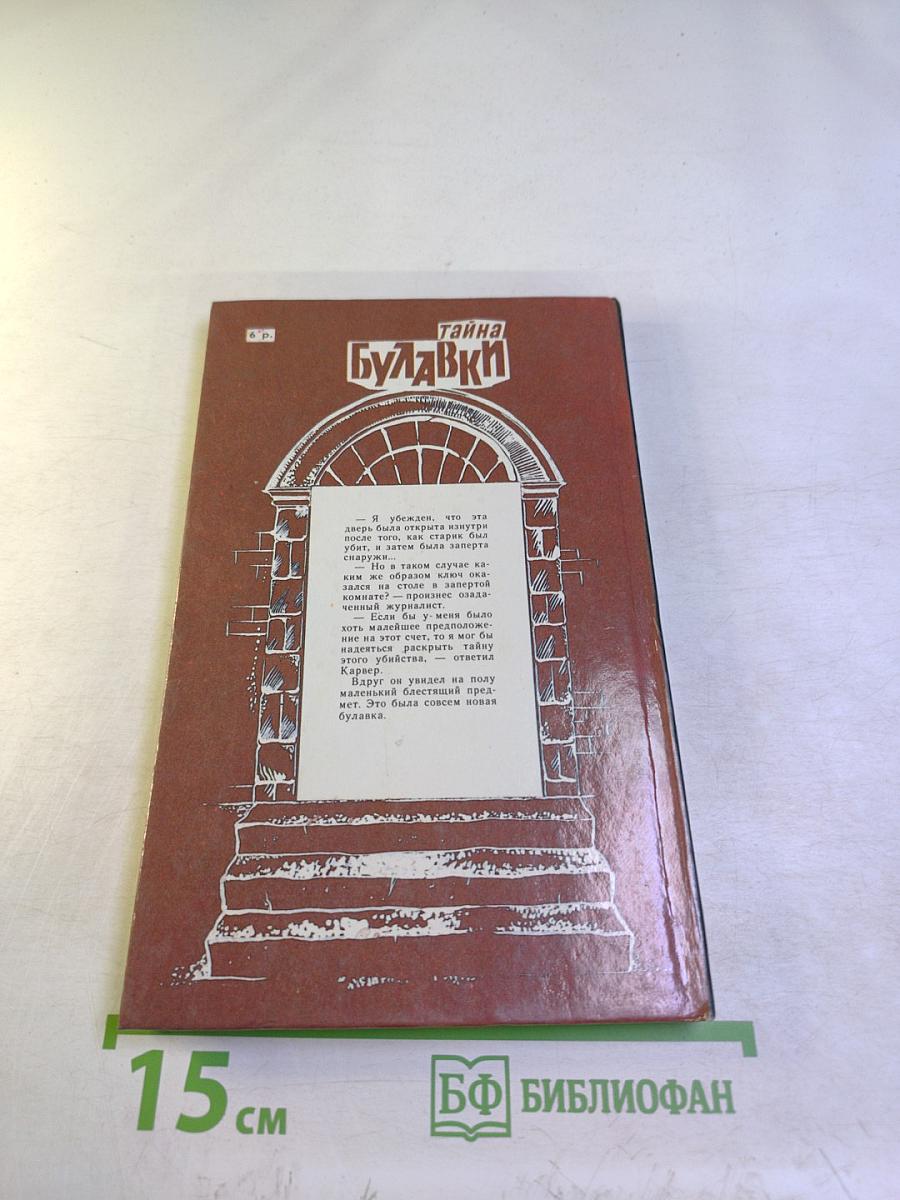 6 р.
ТАЙНА
БУЛАВКИ
— Я убежден, что эта
дверь была открыта изнутри
после того, как старик был
убит, и затем была заперта
снаружи...
— Но в таком случае ка-
ким же образом ключ ока-
зался на столе в запертой
комнате? — произнес озада-
ченный журналист.
— Если бы у меня было
хоть малейшее предположе-
ние на этот счет, то я мог бы
надеяться раскрыть тайну
этого убийства, — ответил
Карвер.
Вдруг он увидел на полу
маленький блестящий пред-
мет. Это была совсем новая
булавка.
15 см
БФ БИБЛИОФАН